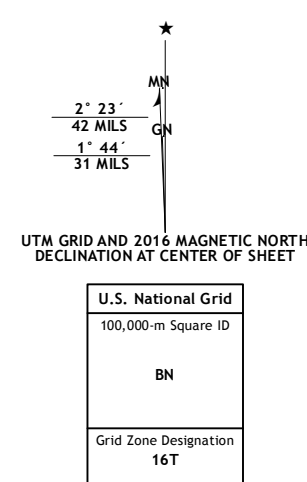 ★
MN
2° 23´
42 MILS
GN
1° 44´
31 MILS
UTM GRID AND 2016 MAGNETIC NORTH
DECLINATION AT CENTER OF SHEET
U.S. National Grid
100,000-m Square ID
BN
Grid Zone Designation
16T